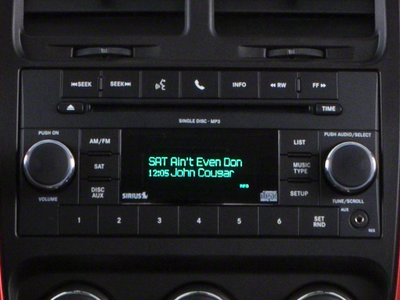 SEEK SEEK INFO RW FF
TIME
SINGLE DISC - MP3
PUSH ON PUSH AUDIO/SELECT
AM/FM LIST
SAT Ain't Even Don
SAT MUSIC
TYPE
12:05 John Cougar
DISC
AUX SETUP
SIRIUS
VOLUME TUNE/SCROLL
AUX
1 2 3 4 5 6 SET
RND